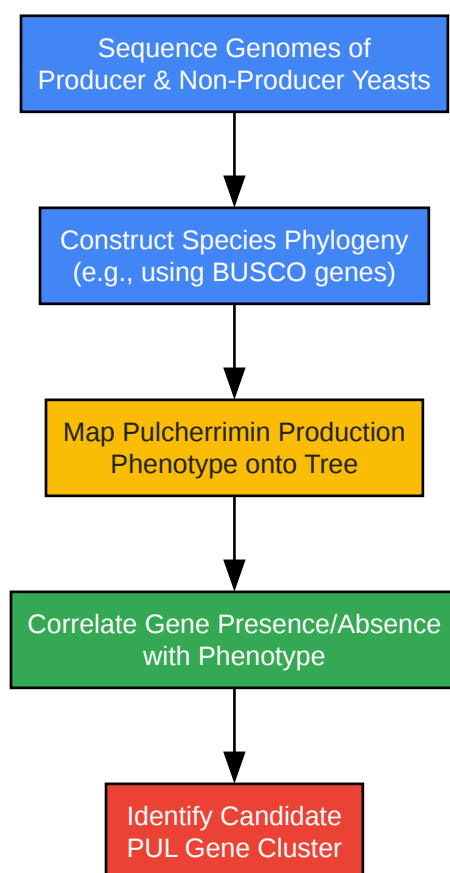 Sequence Genomes of
Producer & Non-Producer Yeasts
Construct Species Phylogeny
(e.g., using BUSCO genes)
Map Pulcherrimin Production
Phenotype onto Tree
Correlate Gene Presence/Absence
with Phenotype
Identify Candidate
PUL Gene Cluster